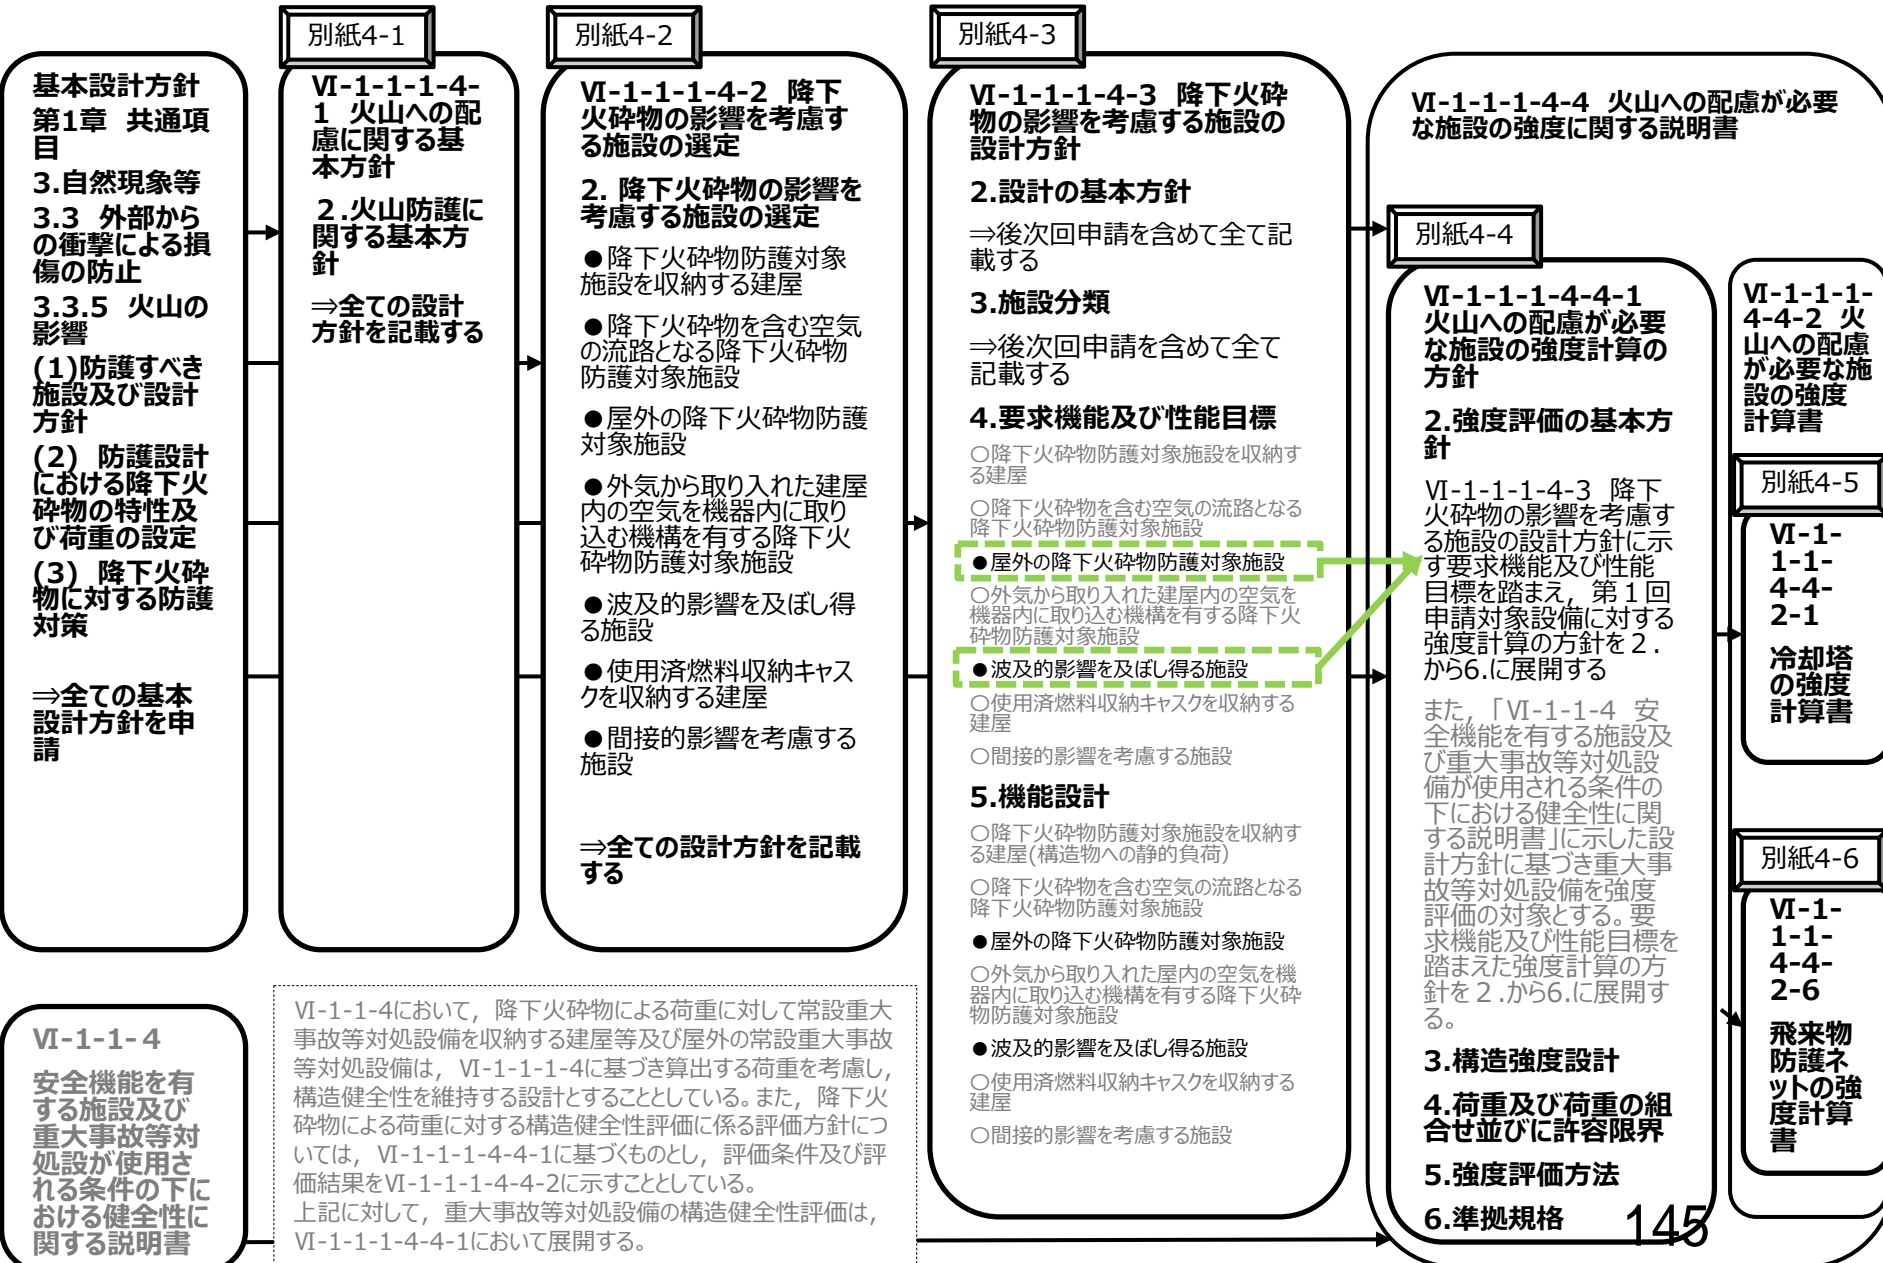 別紙4-1
別紙4-2
別紙4-3
基本設計方針
第1章 共通項
目
3.自然現象等
3.3 外部から
の衝撃による損
傷の防止
3.3.5 火山の
影響
(1)防護すべき
施設及び設計
方針
(2) 防護設計
における降下火
砕物の特性及
び荷重の設定
(3) 降下火砕
物に対する防護
対策
⇒全ての基本
設計方針を申
請
Ⅵ-1-1-1-4-
1 火山への配
慮に関する基
本方針
２.火山防護に
関する基本方
針
⇒全ての設計
方針を記載する
Ⅵ-1-1-1-4-2 降下
火砕物の影響を考慮す
る施設の選定
2. 降下火砕物の影響を
考慮する施設の選定
●降下火砕物防護対象
施設を収納する建屋
●降下火砕物を含む空気
の流路となる降下火砕物
防護対象施設
●屋外の降下火砕物防護
対象施設
●外気から取り入れた建屋
内の空気を機器内に取り
込む機構を有する降下火
砕物防護対象施設
●波及的影響を及ぼし得
る施設
●使用済燃料収納キャス
クを収納する建屋
●間接的影響を考慮する
施設
⇒全ての設計方針を記載
する
Ⅵ-1-1-1-4-3 降下火砕
物の影響を考慮する施設の
設計方針
2.設計の基本方針
⇒後次回申請を含めて全て記
載する
3.施設分類
⇒後次回申請を含めて全て
記載する
4.要求機能及び性能目標
○降下火砕物防護対象施設を収納す
る建屋
○降下火砕物を含む空気の流路となる
降下火砕物防護対象施設
●屋外の降下火砕物防護対象施設
○外気から取り入れた建屋内の空気を
機器内に取り込む機構を有する降下火
砕物防護対象施設
●波及的影響を及ぼし得る施設
○使用済燃料収納キャスクを収納する
建屋
○間接的影響を考慮する施設
5.機能設計
○降下火砕物防護対象施設を収納す
る建屋(構造物への静的負荷)
○降下火砕物を含む空気の流路となる
降下火砕物防護対象施設
●屋外の降下火砕物防護対象施設
○外気から取り入れた屋内の空気を機
器内に取り込む機構を有する降下火砕
物防護対象施設
●波及的影響を及ぼし得る施設
○使用済燃料収納キャスクを収納する
建屋
○間接的影響を考慮する施設
Ⅵ-1-1-1-4-4 火山への配慮が必要
な施設の強度に関する説明書
別紙4-4
Ⅵ-1-1-1-4-4-1
火山への配慮が必要
な施設の強度計算の
方針
2.強度評価の基本方
針
Ⅵ-1-1-1-4-3 降下
火砕物の影響を考慮す
る施設の設計方針に示
す要求機能及び性能
目標を踏まえ，第１回
申請対象設備に対する
強度計算の方針を２.
から6.に展開する
また，「Ⅵ-1-1-4 安
全機能を有する施設及
び重大事故等対処設
備が使用される条件の
下における健全性に関
する説明書」に示した設
計方針に基づき重大事
故等対処設備を強度
評価の対象とする。要
求機能及び性能目標を
踏まえた強度計算の方
針を２.から6.に展開す
る。
3.構造強度設計
4.荷重及び荷重の組
合せ並びに許容限界
5.強度評価方法
6.準拠規格
Ⅵ-1-1-1-
4-4-2 火
山への配慮
が必要な施
設の強度
計算書
別紙4-5
Ⅵ-1-
1-1-
4-4-
2-1
冷却塔
の強度
計算書
別紙4-6
Ⅵ-1-
1-1-
4-4-
2-6
飛来物
防護ネ
ットの強
度計算
書
Ⅵ-1-1-４
安全機能を有
する施設及び
重大事故等対
処設が使用さ
れる条件の下に
おける健全性に
関する説明書
Ⅵ-1-1-4において，降下火砕物による荷重に対して常設重大
事故等対処設備を収納する建屋等及び屋外の常設重大事故
等対処設備は，Ⅵ-1-1-1-4に基づき算出する荷重を考慮し，
構造健全性を維持する設計とすることとしている。また，降下火
砕物による荷重に対する構造健全性評価に係る評価方針につ
いては，Ⅵ-1-1-1-4-4-1に基づくものとし，評価条件及び評
価結果をⅥ-1-1-1-4-4-2に示すこととしている。
上記に対して，重大事故等対処設備の構造健全性評価は，
Ⅵ-1-1-1-4-4-1において展開する。
145